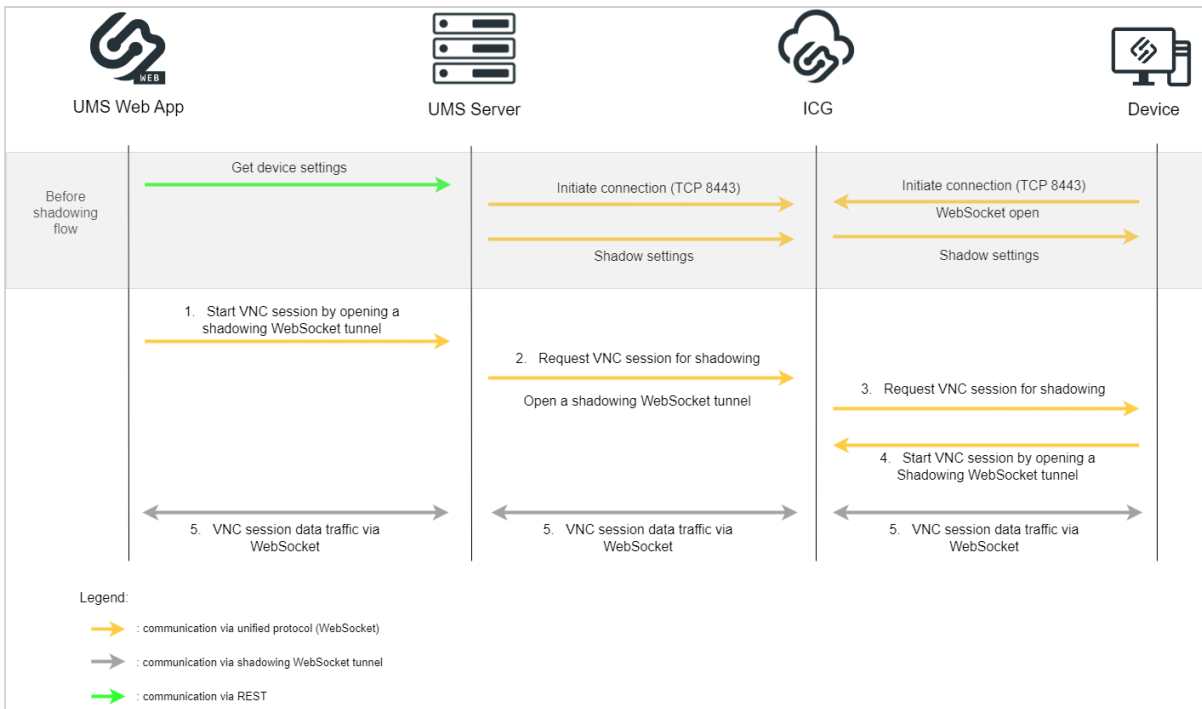 WEB
UMS Web App
UMS Server
ICG
Device
Before
shadowing
flow
Get device settings
Initiate connection (TCP 8443)
Shadow settings
Initiate connection (TCP 8443)
WebSocket open
Shadow settings
1. Start VNC session by opening a
shadowing WebSocket tunnel
2. Request VNC session for shadowing
Open a shadowing WebSocket tunnel
3. Request VNC session for shadowing
4. Start VNC session by opening a
Shadowing WebSocket tunnel
5. VNC session data traffic via
WebSocket
5. VNC session data traffic via
WebSocket
5. VNC session data traffic via
WebSocket
Legend:
: communication via unified protocol (WebSocket)
: communication via shadowing WebSocket tunnel
: communication via REST